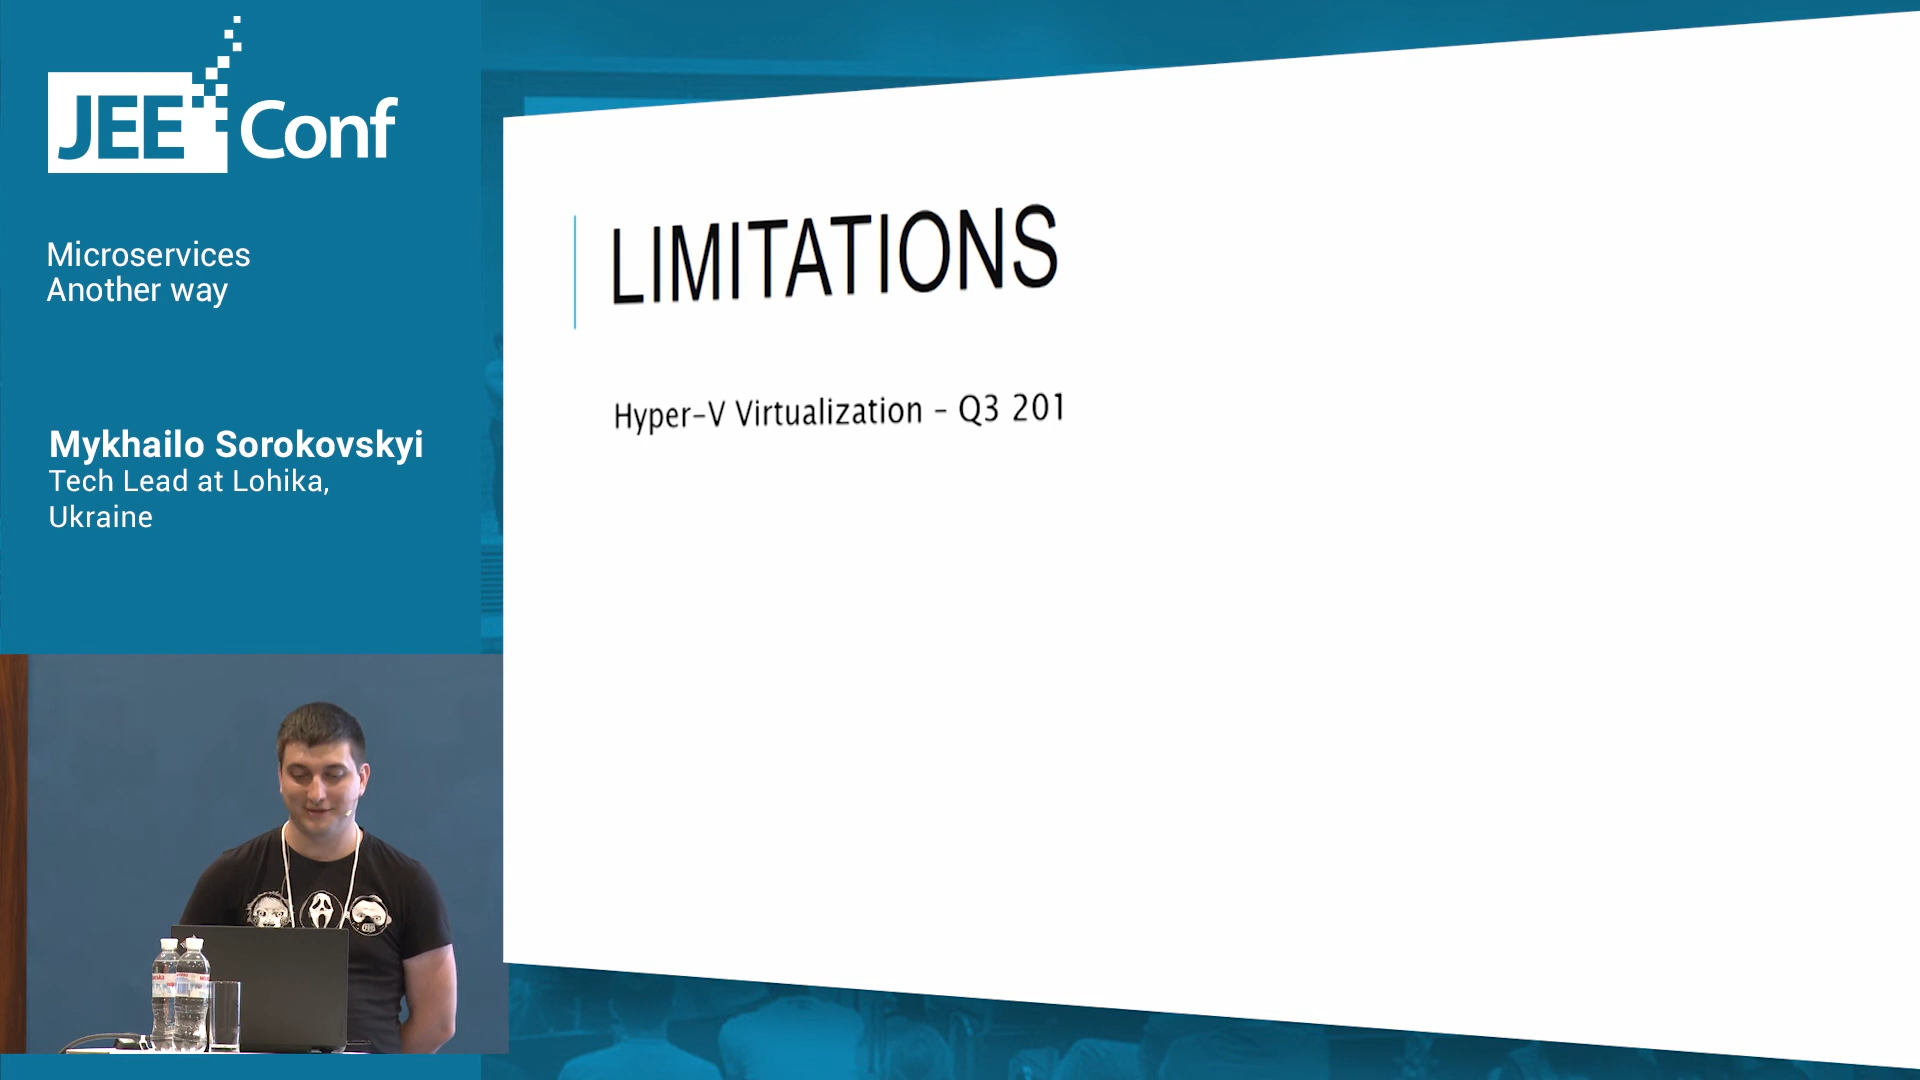 JEE Conf
Microservices
Another way
Mykhailo Sorokovskyi
Tech Lead at Lohika,
Ukraine
LIMITATIONS
Hyper-V Virtualization - Q3 201